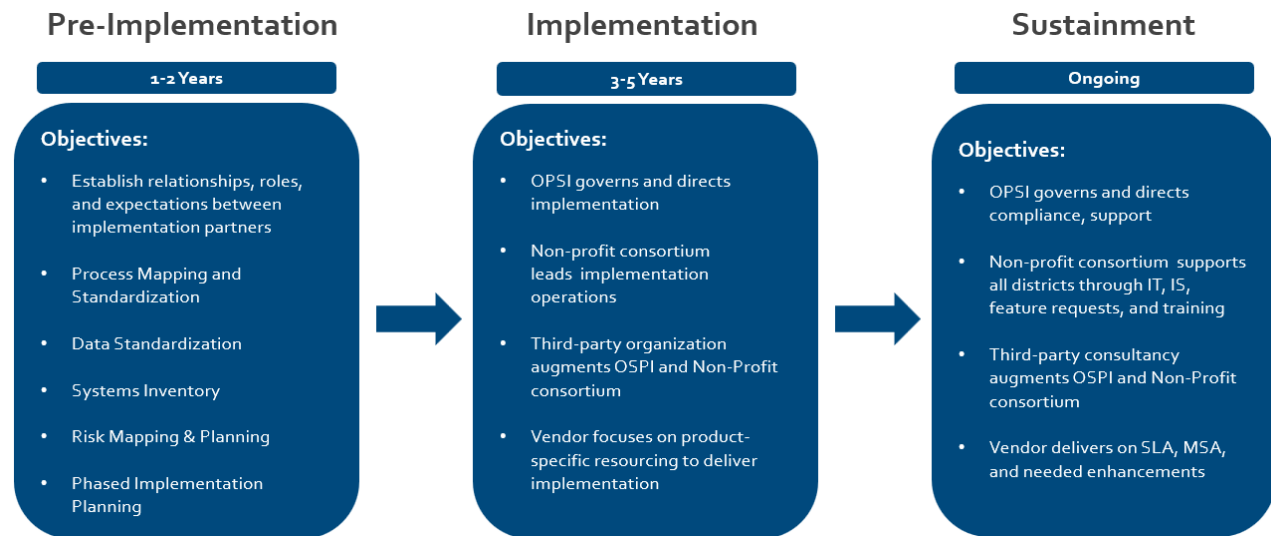 Pre-Implementation
1-2 Years
Objectives:
• Establish relationships, roles,
and expectations between
implementation partners
• Process Mapping and
Standardization
• Data Standardization
• Systems Inventory
• Risk Mapping & Planning
• Phased Implementation
Planning
Implementation
3-5 Years
Objectives:
• OPSI governs and directs
implementation
• Non-profit consortium
leads implementation
operations
• Third-party organization
augments OSPI and Non-Profit
consortium
• Vendor focuses on product-
specific resourcing to deliver
implementation
Sustainment
Ongoing
Objectives:
• OPSI governs and directs
compliance, support
• Non-profit consortium supports
all districts through IT, IS,
feature requests, and training
• Third-party consultancy
augments OSPI and Non-Profit
consortium
• Vendor delivers on SLA, MSA,
and needed enhancements